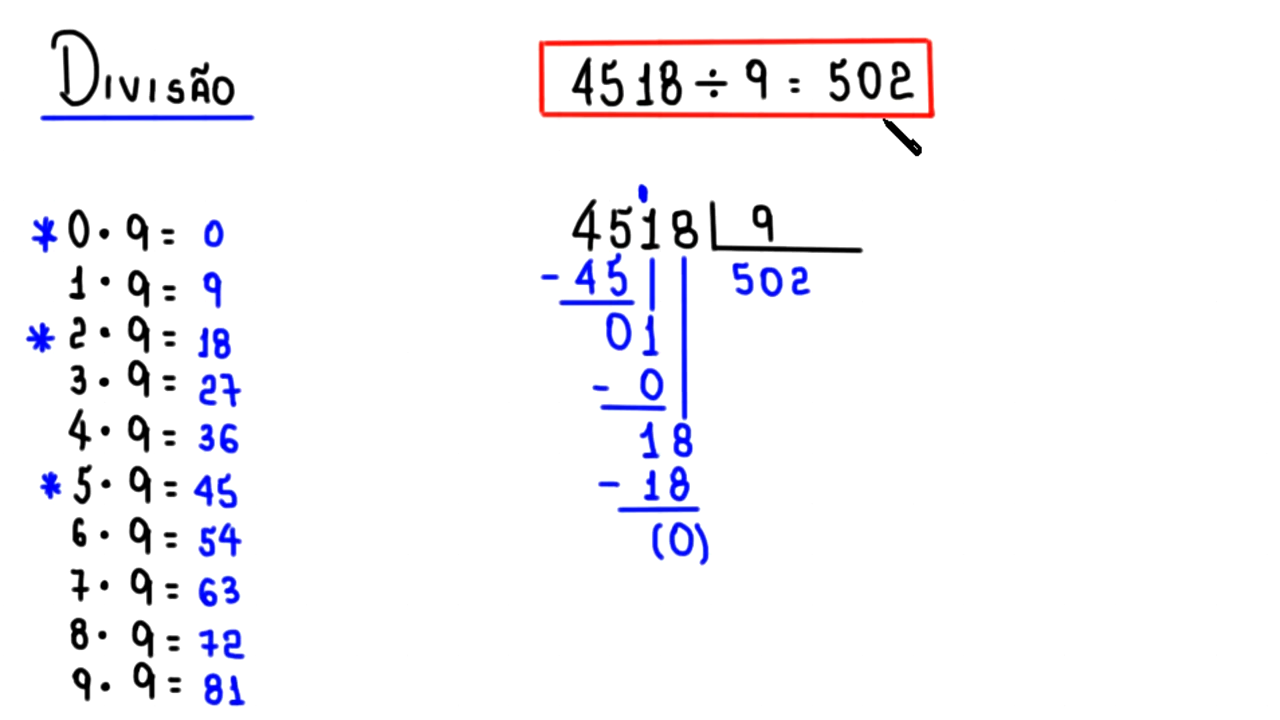 Divisão
4518 ÷ 9 = 502
* 0 · 9 = 0
1 · 9 = 9
* 2 · 9 = 18
3 · 9 = 27
4 · 9 = 36
* 5 · 9 = 45
6 · 9 = 54
7 · 9 = 63
8 · 9 = 72
9 · 9 = 81
4518 9
- 45 502
01
- 0
18
- 18
(0)